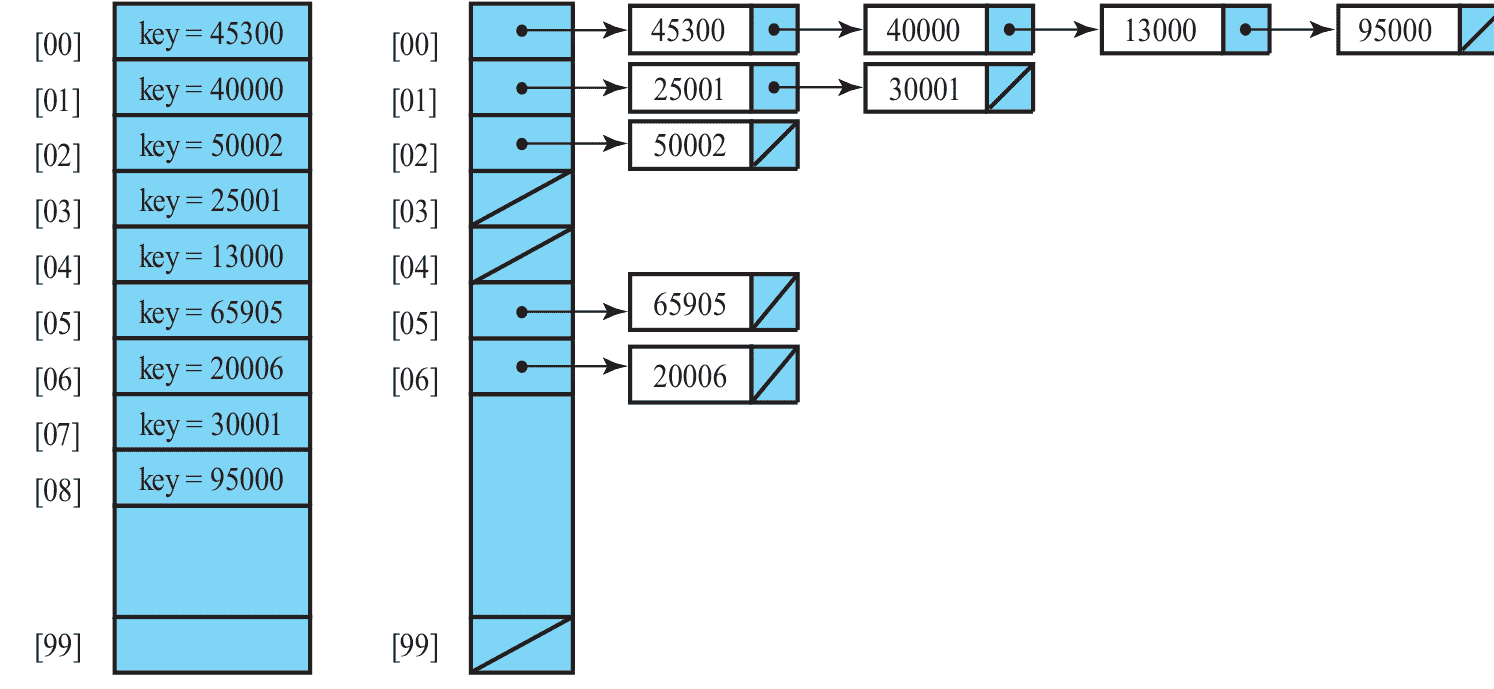 [00] key = 45300 [00] 45300 40000 13000 95000
[01] key = 40000 [01] 25001 30001
[02] key = 50002 [02] 50002
[03] key = 25001 [03]
[04] key = 13000 [04]
[05] key = 65905 [05] 65905
[06] key = 20006 [06] 20006
[07] key = 30001
[08] key = 95000
[99] [99]